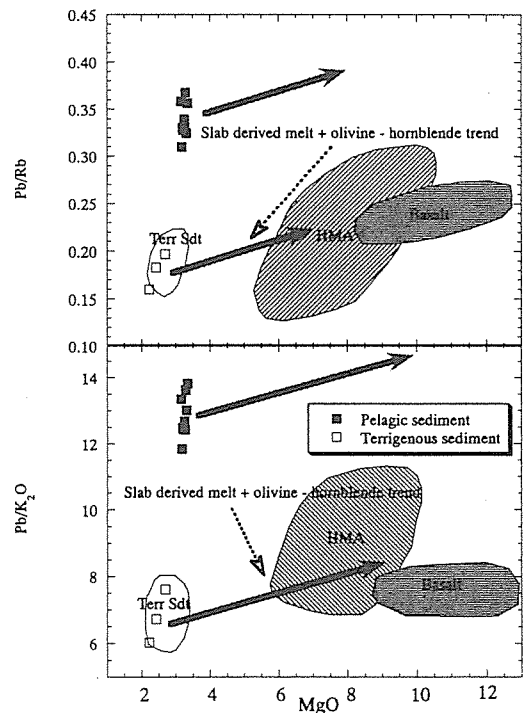 0.45
0.40
0.35
0.30
0.25
0.20
0.15
0.10
Pb/Rb
Slab derived melt + olivine - hornblende trend
Terr Sdt
HMA
Basalt
14
12
10
8
6
Pb/K₂O
Pelagic sediment
Terrigenous sediment
Slab derived melt + olivine - hornblende trend
HMA
Terr Sdt
Basalt
2 4 6 8 10 12
MgO